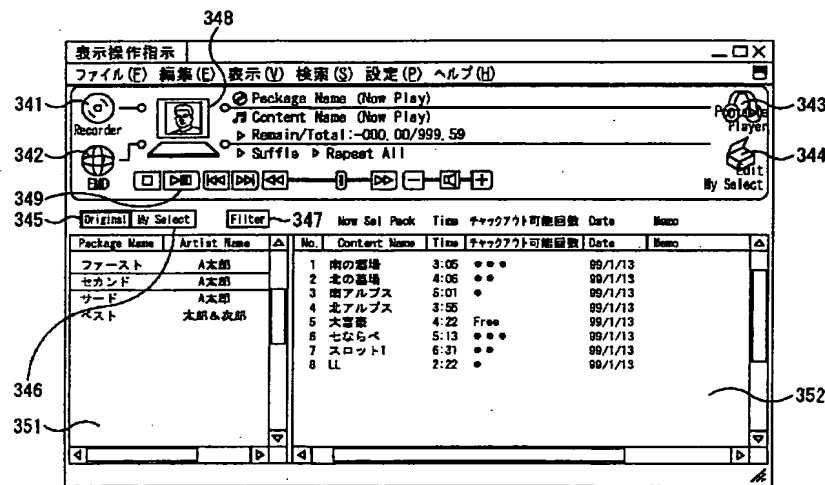 348
表示操作指示
ファイル(F) 編集(E) 表示(V) 検索(S) 設定(P) ヘルプ(H)
341
Recorder
Package Name (Now Play)
Content Name (Now Play)
Remain/Total:-000.00/999.59
Suffle Rapeat All
343
Player
342
EMD
344
Edit
My Select
349
345
Original My Select Filter
347
Now Sel Pack Time チャックアウト可能回数 Date Memo
Package Name Artist Name
No. Content Name Time チャックアウト可能回数 Date Memo
ファースト A太郎
セカンド A太郎
サード A太郎
ベスト 太郎&次郎
1 南の酒場 3:05 ●●● 99/1/13
2 北の墓場 4:06 ●● 99/1/13
3 南アルプス 5:01 ● 99/1/13
4 北アルプス 3:55 99/1/13
5 大富豪 4:22 Free 99/1/13
6 七ならべ 5:13 ●●● 99/1/13
7 スロット1 6:31 ●● 99/1/13
8 LL 2:22 ● 99/1/13
346
351
352